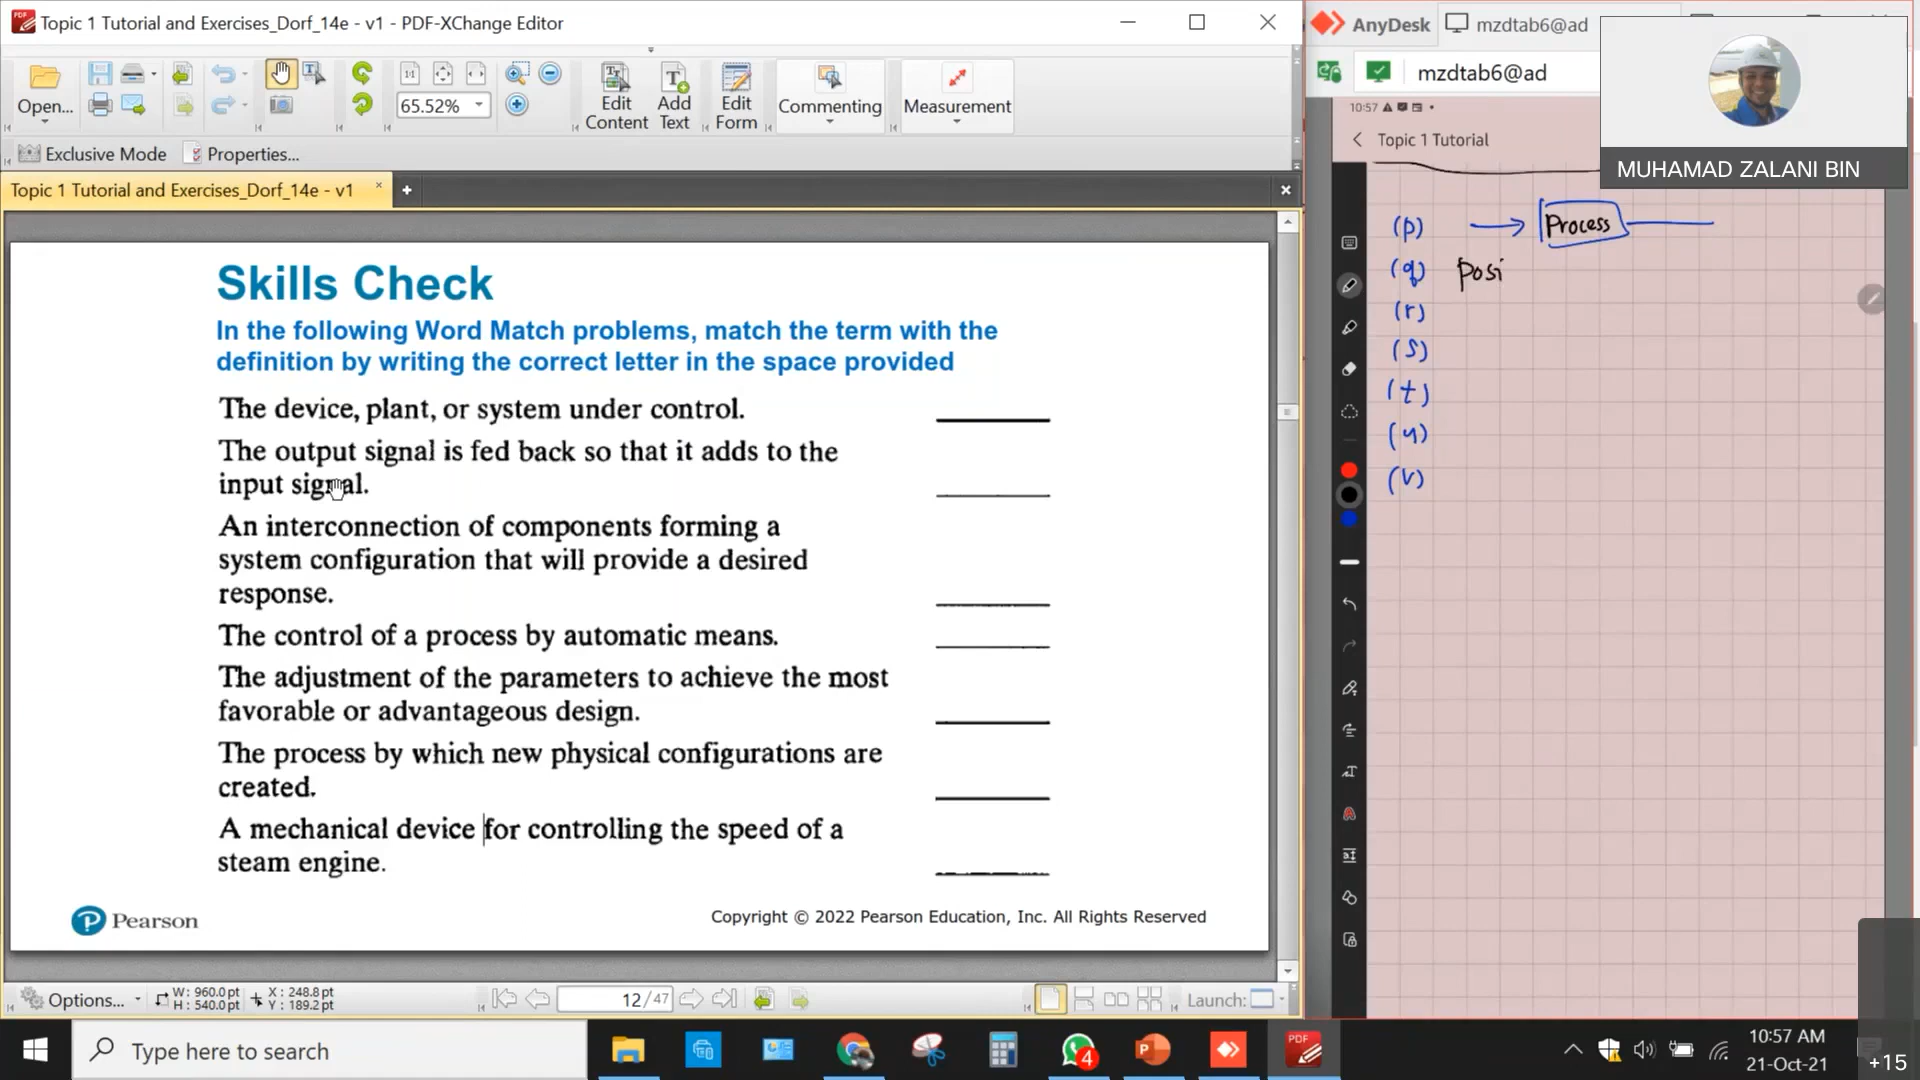 Topic 1 Tutorial and Exercises_Dorf_14e - v1 - PDF-XChange Editor
Open...
65.52%
Edit Content
Add Text
Edit Form
Commenting
Measurement
Exclusive Mode
Properties...
Topic 1 Tutorial and Exercises_Dorf_14e - v1
Skills Check
In the following Word Match problems, match the term with the
definition by writing the correct letter in the space provided
The device, plant, or system under control.
The output signal is fed back so that it adds to the
input signal.
An interconnection of components forming a
system configuration that will provide a desired
response.
The control of a process by automatic means.
The adjustment of the parameters to achieve the most
favorable or advantageous design.
The process by which new physical configurations are
created.
A mechanical device for controlling the speed of a
steam engine.
Pearson
Copyright © 2022 Pearson Education, Inc. All Rights Reserved
Options...
W: 960.0 pt
H: 540.0 pt
X: 248.8 pt
Y: 189.2 pt
12 / 47
Launch:
AnyDesk
mzdtab6@ad
mzdtab6@ad
MUHAMAD ZALANI BIN
10:57
Topic 1 Tutorial
(p) → Process
(q) posi
(r)
(s)
(t)
(u)
(v)
Type here to search
4
PDF
10:57 AM
21-Oct-21
+15